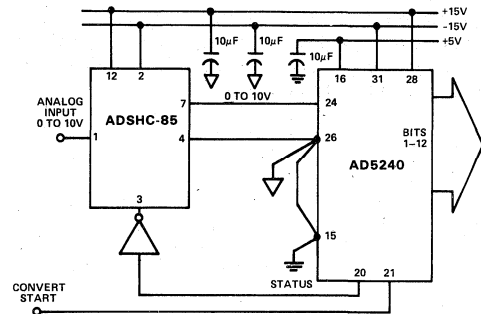 +15V
-15V
+5V
10μF
10μF
10μF
12
2
16
31
28
ANALOG
INPUT
0 TO 10V
1
ADSHC-85
7
0 TO 10V
24
4
26
BITS
1–12
AD5240
3
15
STATUS
20
21
CONVERT
START